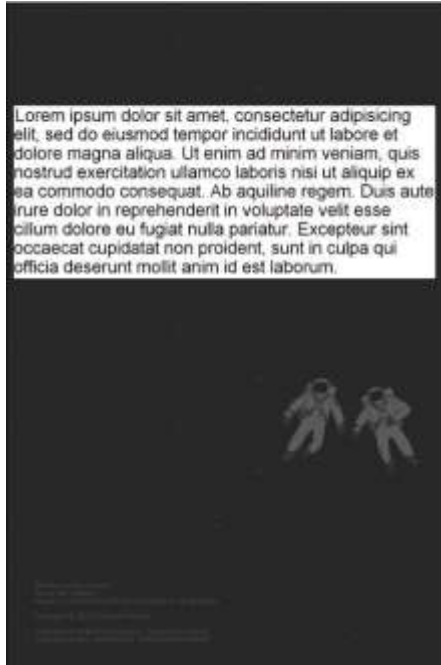 Lorem ipsum dolor sit amet, consectetur adipisicing
elit, sed do eiusmod tempor incididunt ut labore et
dolore magna aliqua. Ut enim ad minim veniam, quis
nostrud exercitation ullamco laboris nisi ut aliquip ex
ea commodo consequat. Ab aquiline regem. Duis aute
irure dolor in reprehenderit in voluptate velit esse
cillum dolore eu fugiat nulla pariatur. Excepteur sint
occaecat cupidatat non proident, sunt in culpa qui
officia deserunt mollit anim id est laborum.